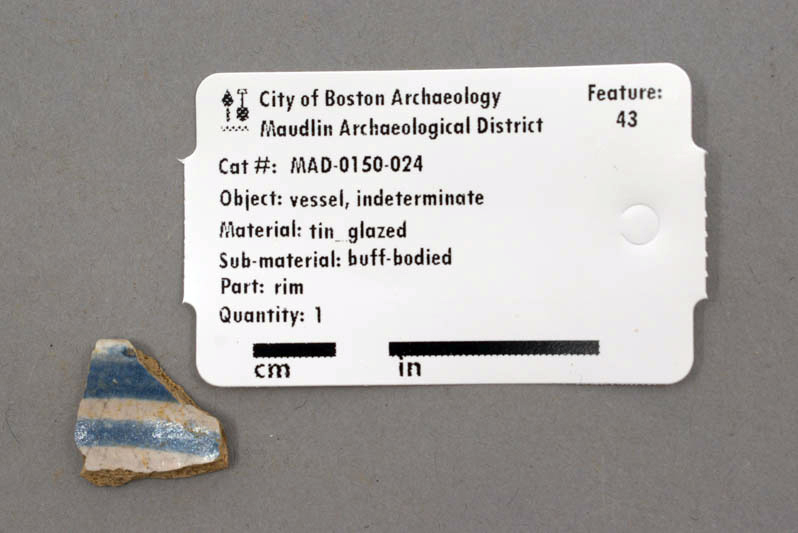 City of Boston Archaeology
Maudlin Archaeological District
Feature:
43
Cat #: MAD-0150-024
Object: vessel, indeterminate
Material: tin_glazed
Sub-material: buff-bodied
Part: rim
Quantity: 1
cm in